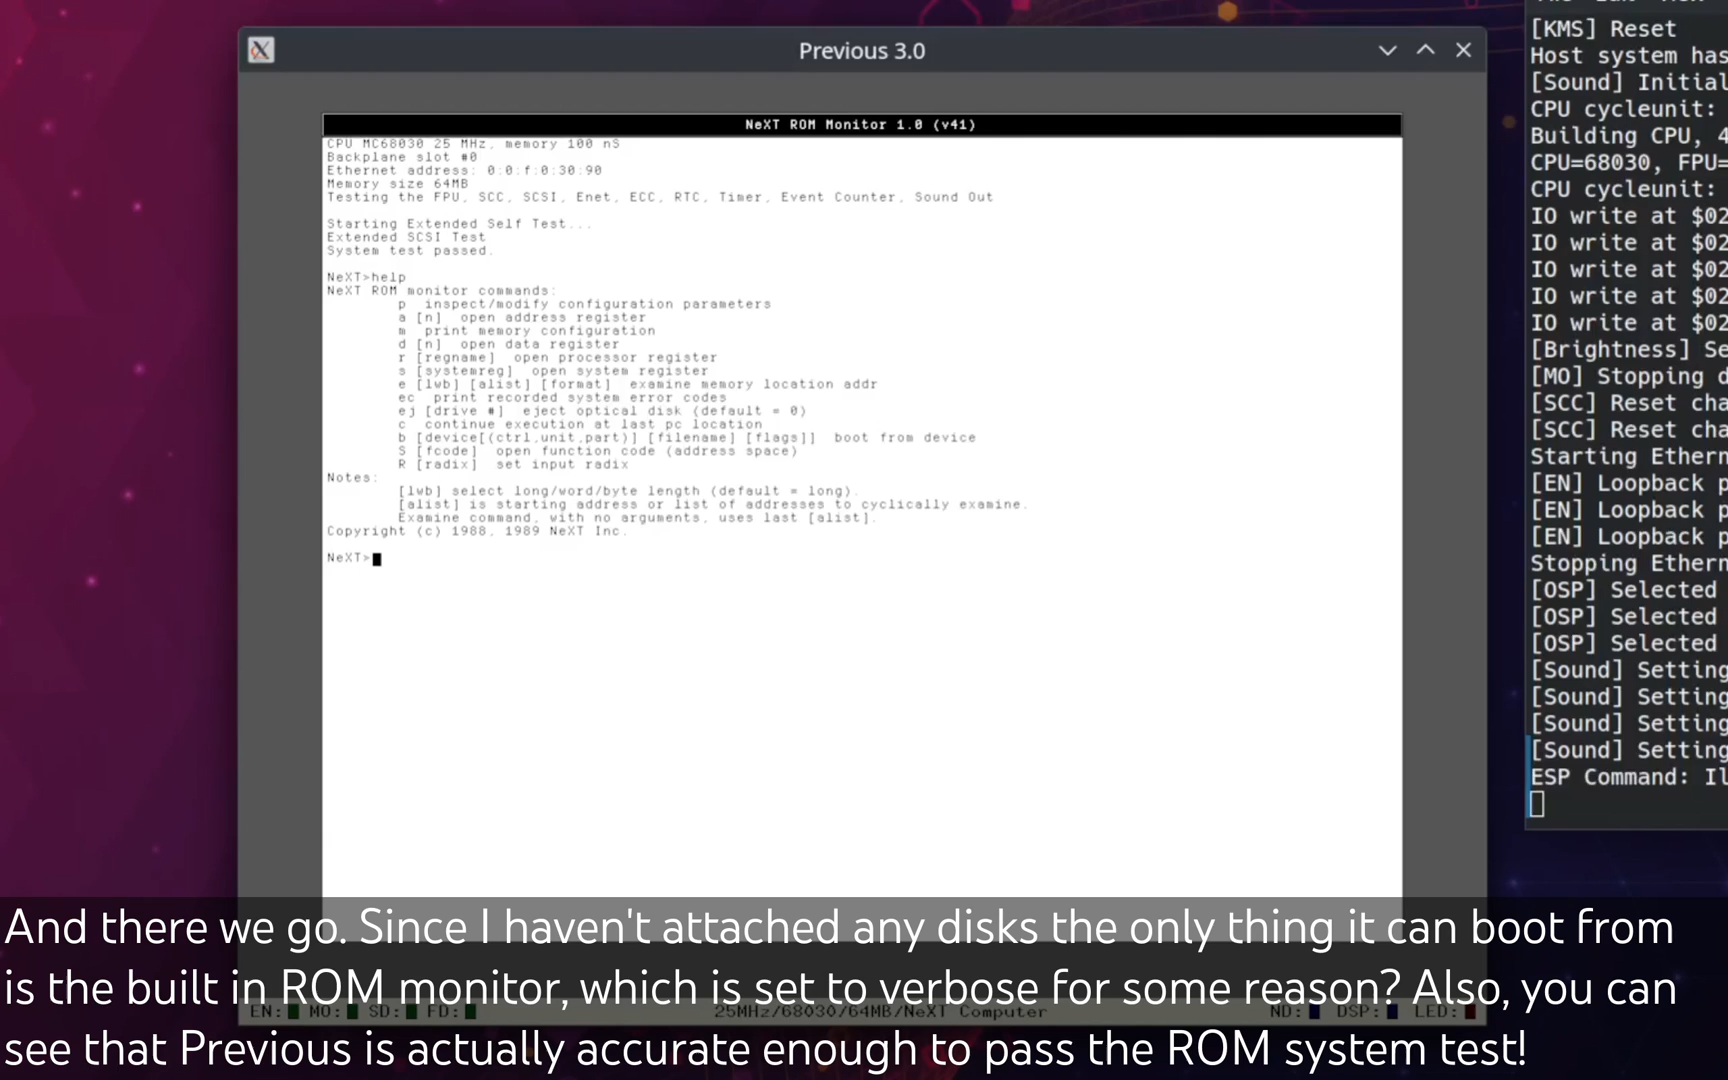 Previous 3.0
NeXT ROM Monitor 1.0 (v41)
CPU MC68030 25 MHz, memory 100 nS
Backplane slot #0
Ethernet address: 0:0:f:0:30:90
Memory size 64MB
Testing the FPU, SCC, SCSI, Enet, ECC, RTC, Timer, Event Counter, Sound Out
Starting Extended Self Test...
Extended SCSI Test
System test passed.
NeXT>help
NeXT ROM monitor commands:
p inspect/modify configuration parameters
a [n] open address register
m print memory configuration
d [n] open data register
r [regname] open processor register
s [systemreg] open system register
e [lwb] [alist] [format] examine memory location addr
ec print recorded system error codes
ej [drive #] eject optical disk (default = 0)
c continue execution at last pc location
b [device[(ctrl,unit,part)] [filename] [flags]] boot from device
S [fcode] open function code (address space)
R [radix] set input radix
Notes:
[lwb] select long/word/byte length (default = long).
[alist] is starting address or list of addresses to cyclically examine.
Examine command, with no arguments, uses last [alist].
Copyright (c) 1988, 1989 NeXT Inc.
NeXT>
EN: MO: SD: FD: 25MHz/68030/64MB/NeXT Computer ND: DSP: LED:
[KMS] Reset
Host system has
[Sound] Initial
CPU cycleunit:
Building CPU, 4
CPU=68030, FPU=
CPU cycleunit:
IO write at $02
IO write at $02
IO write at $02
IO write at $02
IO write at $02
[Brightness] Se
[MO] Stopping d
[SCC] Reset cha
[SCC] Reset cha
Starting Ethern
[EN] Loopback p
[EN] Loopback p
[EN] Loopback p
Stopping Ethern
[OSP] Selected
[OSP] Selected
[OSP] Selected
[Sound] Setting
[Sound] Setting
[Sound] Setting
[Sound] Setting
ESP Command: Il
And there we go. Since I haven't attached any disks the only thing it can boot from
is the built in ROM monitor, which is set to verbose for some reason? Also, you can
see that Previous is actually accurate enough to pass the ROM system test!